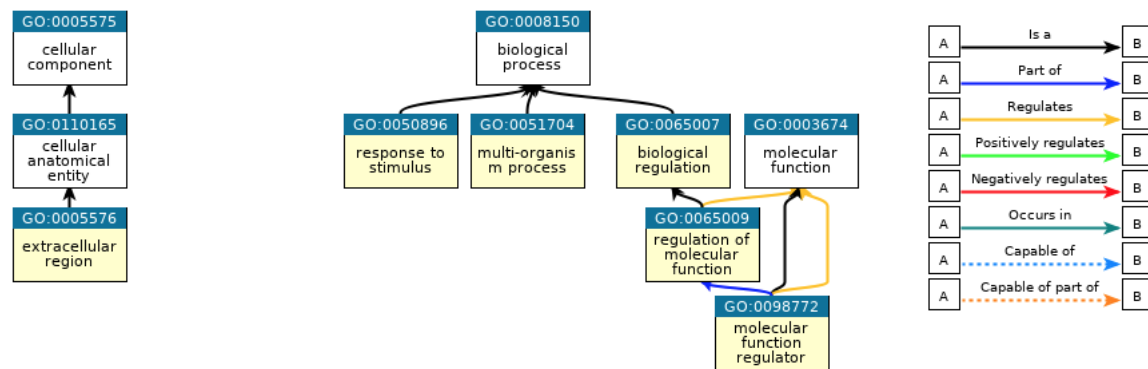 GO:0005575
cellular
component
GO:0110165
cellular
anatomical
entity
GO:0005576
extracellular
region
GO:0008150
biological
process
GO:0050896
response to
stimulus
GO:0051704
multi-organis
m process
GO:0065007
biological
regulation
GO:0003674
molecular
function
GO:0065009
regulation of
molecular
function
GO:0098772
molecular
function
regulator
A Is a B
A Part of B
A Regulates B
A Positively regulates B
A Negatively regulates B
A Occurs in B
A Capable of B
A Capable of part of B